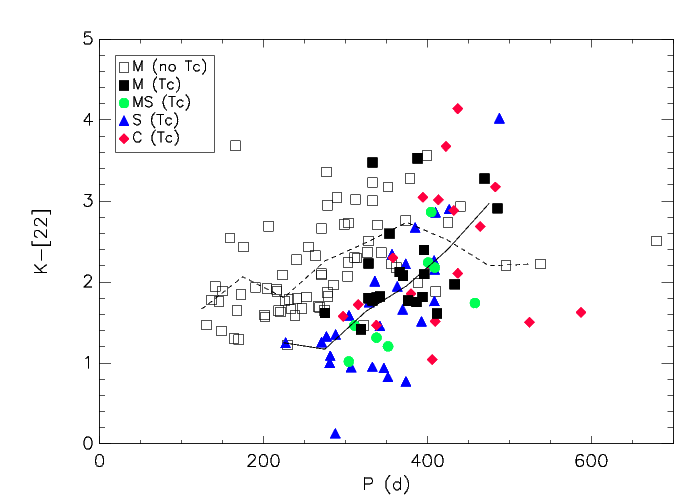 5
4
3
2
1
0
K-[22]
M (no Tc)
M (Tc)
MS (Tc)
S (Tc)
C (Tc)
0 200 400 600
P (d)